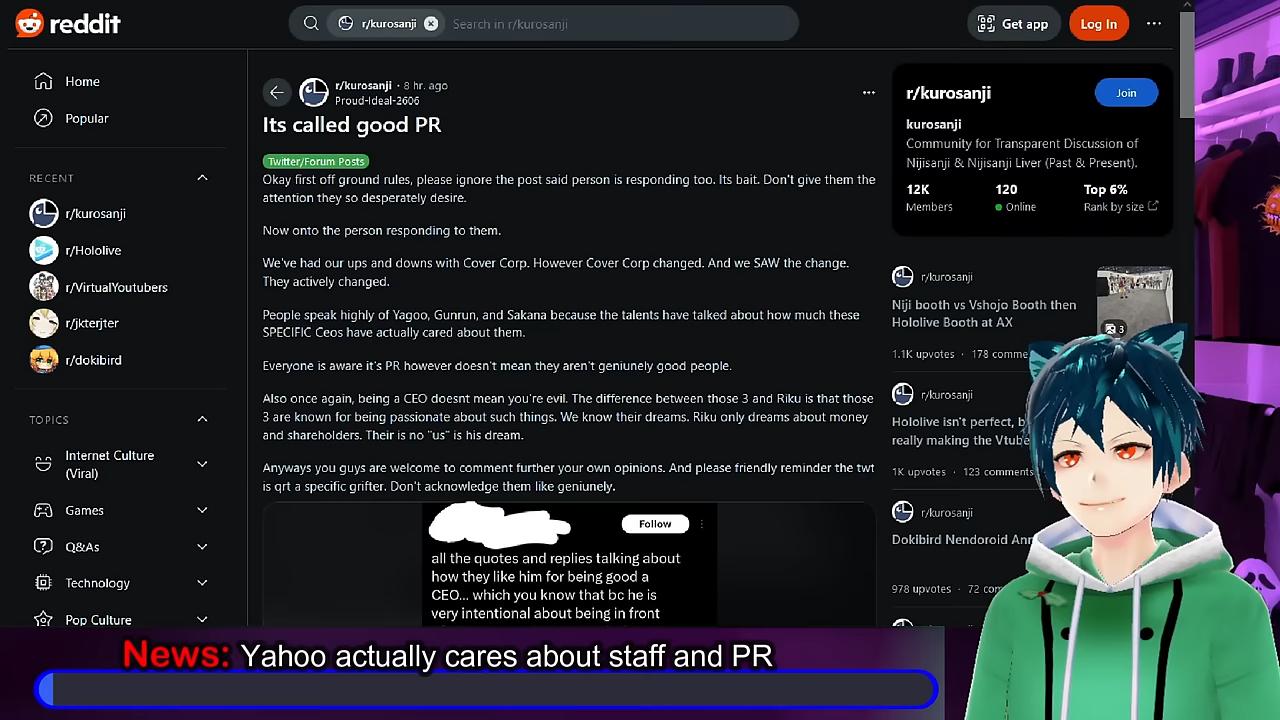 reddit
r/kurosanji
Search in r/kurosanji
Get app
Log In
Home
Popular
RECENT
r/kurosanji
r/Hololive
r/VirtualYoutubers
r/jkterjter
r/dokibird
TOPICS
Internet Culture
(Viral)
Games
Q&As
Technology
Pop Culture
r/kurosanji · 8 hr. ago
Proud-Ideal-2606
Its called good PR
Twitter/Forum Posts
Okay first off ground rules, please ignore the post said person is responding too. Its bait. Don't give them the
attention they so desperately desire.
Now onto the person responding to them.
We've had our ups and downs with Cover Corp. However Cover Corp changed. And we SAW the change.
They actively changed.
People speak highly of Yagoo, Gunrun, and Sakana because the talents have talked about how much these
SPECIFIC Ceos have actually cared about them.
Everyone is aware it's PR however doesn't mean they aren't geniunely good people.
Also once again, being a CEO doesnt mean you're evil. The difference between those 3 and Riku is that those
3 are known for being passionate about such things. We know their dreams. Riku only dreams about money
and shareholders. Their is no "us" is his dream.
Anyways you guys are welcome to comment further your own opinions. And please friendly reminder the twt
is qrt a specific grifter. Don't acknowledge them like geniunely.
Follow
all the quotes and replies talking about
how they like him for being good a
CEO... which you know that bc he is
very intentional about being in front
r/kurosanji
Join
kurosanji
Community for Transparent Discussion of
Nijisanji & Nijisanji Liver (Past & Present).
12K
120
Top 6%
Members
Online
Rank by size
r/kurosanji
Niji booth vs Vshojo Booth then
Hololive Booth at AX
3
1.1K upvotes · 178 comme
r/kurosanji
Hololive isn't perfect, b
really making the Vtube
1K upvotes · 123 comments
r/kurosanji
Dokibird Nendoroid Ann
978 upvotes · 72 com
r/kurosanji
News: Yahoo actually cares about staff and PR